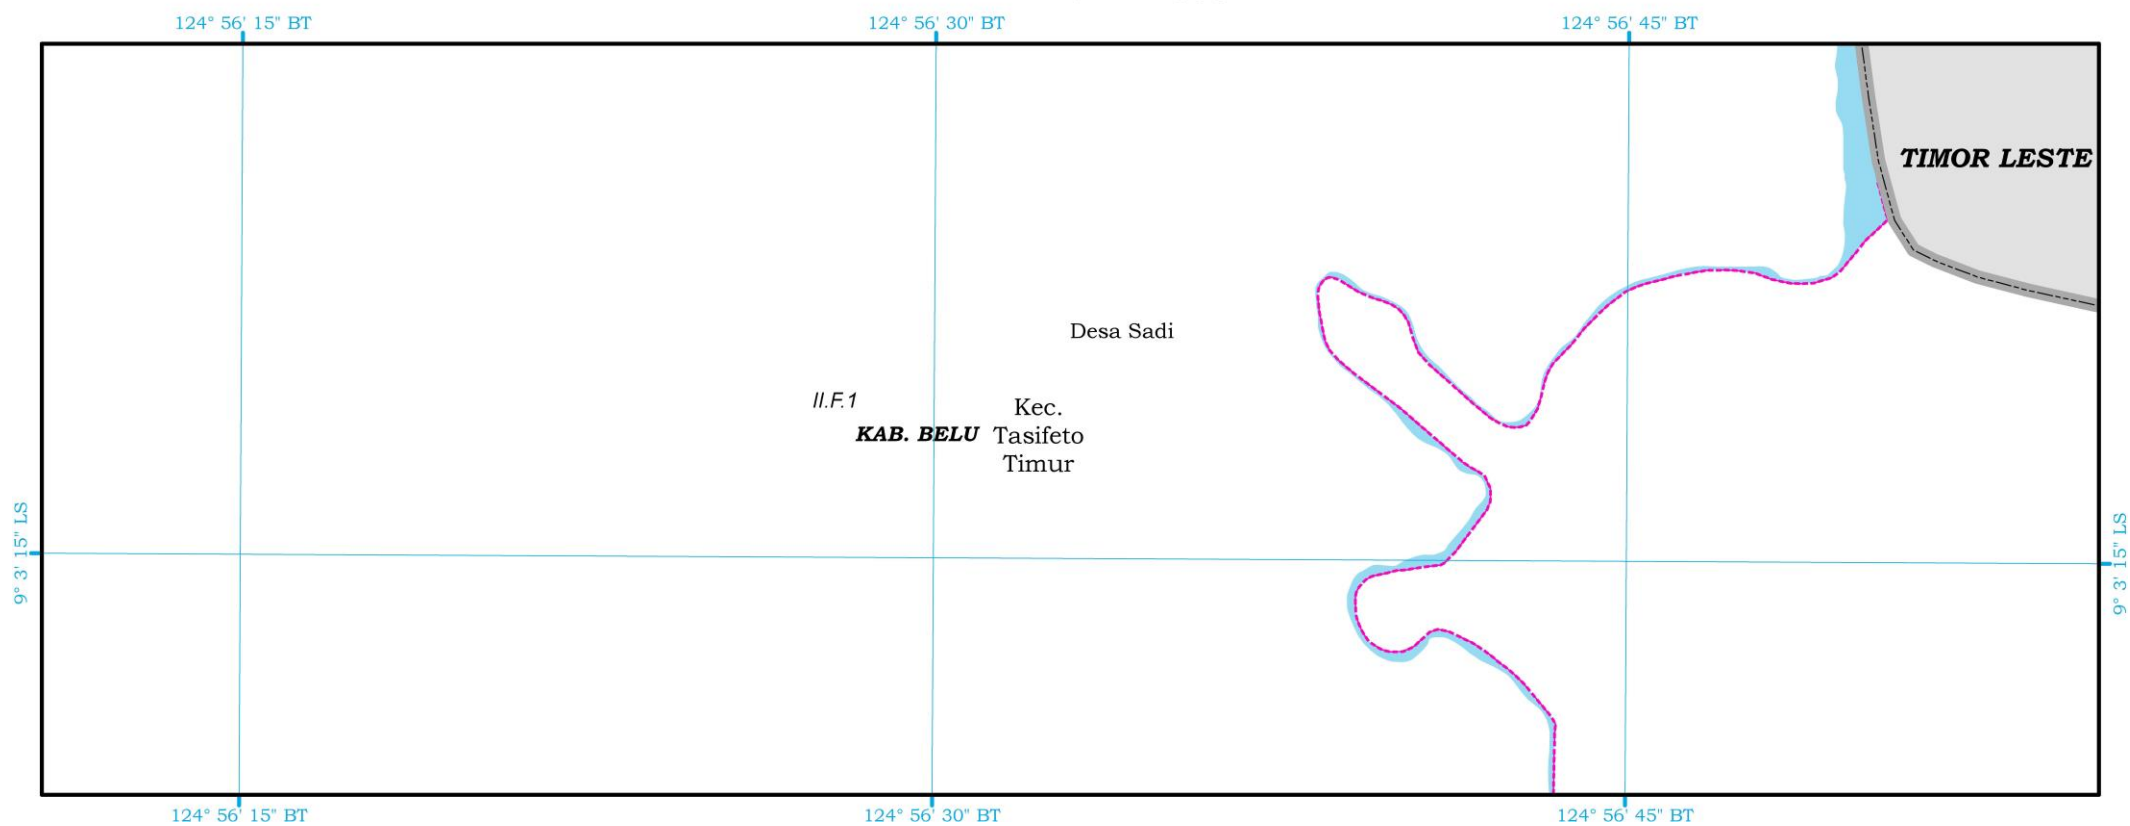 124° 56' 15" BT
124° 56' 30" BT
124° 56' 45" BT
TIMOR LESTE
Desa Sadi
II.F.1
KAB. BELU
Kec.
Tasifeto
Timur
9° 3' 15" LS
9° 3' 15" LS
124° 56' 15" BT
124° 56' 30" BT
124° 56' 45" BT